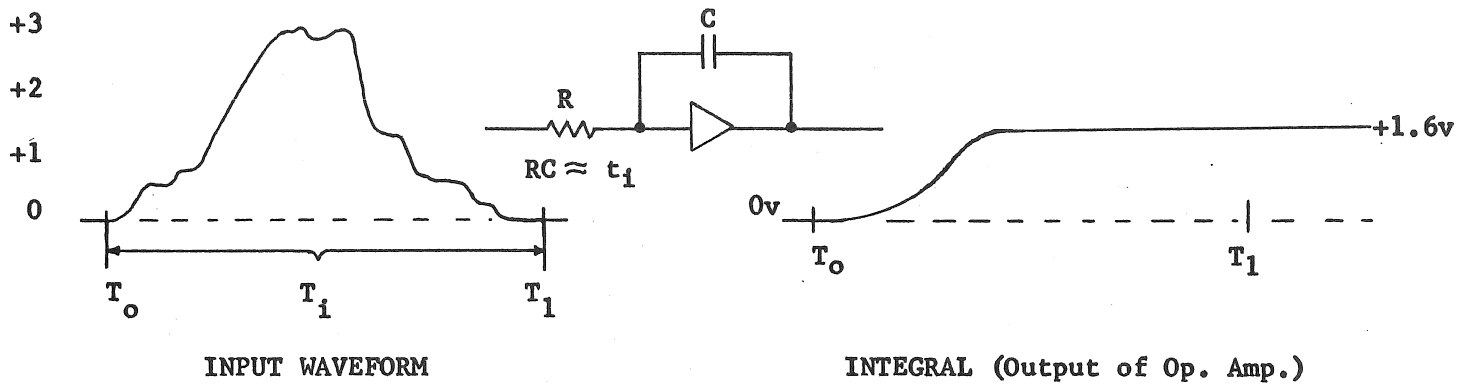 +3
+2
+1
0
To
Ti
T1
INPUT WAVEFORM
C
R
RC ≈ ti
0v
+1.6v
To
T1
INTEGRAL (Output of Op. Amp.)